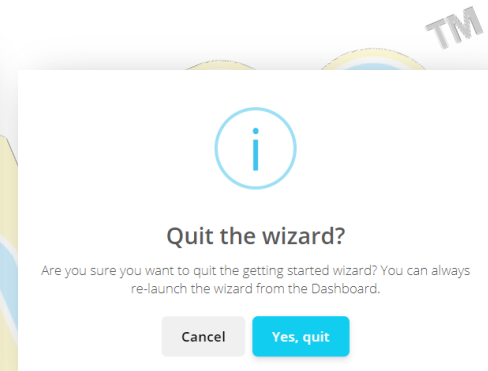 TM
Quit the wizard?
Are you sure you want to quit the getting started wizard? You can always
re-launch the wizard from the Dashboard.
Cancel
Yes, quit